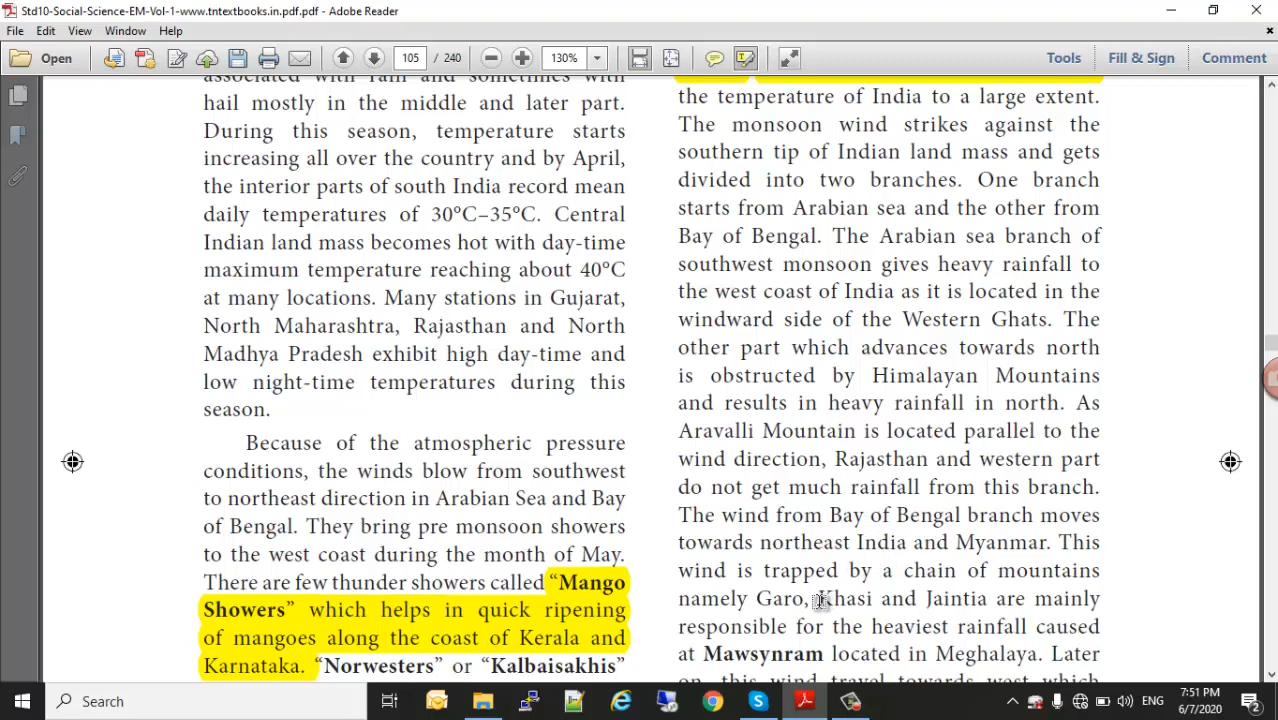 Std10-Social-Science-EM-Vol-1-www.tntextbooks.in.pdf.pdf - Adobe Reader
File Edit View Window Help
Open 105 / 240 130% Tools Fill & Sign Comment
associated with rain and sometimes with
hail mostly in the middle and later part.
During this season, temperature starts
increasing all over the country and by April,
the interior parts of south India record mean
daily temperatures of 30°C–35°C. Central
Indian land mass becomes hot with day-time
maximum temperature reaching about 40°C
at many locations. Many stations in Gujarat,
North Maharashtra, Rajasthan and North
Madhya Pradesh exhibit high day-time and
low night-time temperatures during this
season.
Because of the atmospheric pressure
conditions, the winds blow from southwest
to northeast direction in Arabian Sea and Bay
of Bengal. They bring pre monsoon showers
to the west coast during the month of May.
There are few thunder showers called “Mango
Showers” which helps in quick ripening
of mangoes along the coast of Kerala and
Karnataka. “Norwesters” or “Kalbaisakhis”
the temperature of India to a large extent.
The monsoon wind strikes against the
southern tip of Indian land mass and gets
divided into two branches. One branch
starts from Arabian sea and the other from
Bay of Bengal. The Arabian sea branch of
southwest monsoon gives heavy rainfall to
the west coast of India as it is located in the
windward side of the Western Ghats. The
other part which advances towards north
is obstructed by Himalayan Mountains
and results in heavy rainfall in north. As
Aravalli Mountain is located parallel to the
wind direction, Rajasthan and western part
do not get much rainfall from this branch.
The wind from Bay of Bengal branch moves
towards northeast India and Myanmar. This
wind is trapped by a chain of mountains
namely Garo, Khasi and Jaintia are mainly
responsible for the heaviest rainfall caused
at Mawsynram located in Meghalaya. Later
on, this wind travel towards west which
Search
ENG
7:51 PM
6/7/2020
2